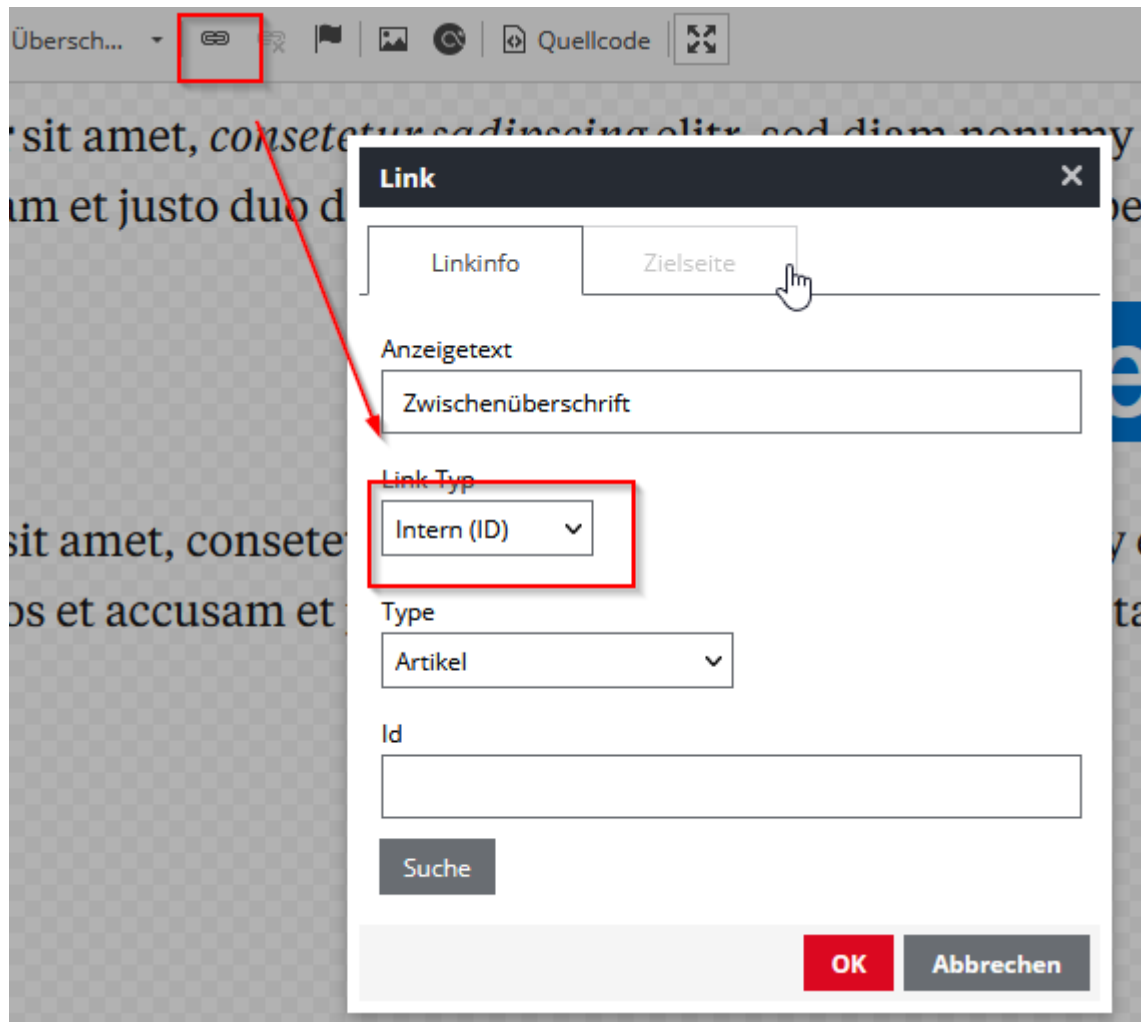 Übersch... Quellcode
sit amet, consetetur sadipscing elitr, sed diam nonumy
am et justo duo d
Link
Linkinfo Zielseite
Anzeigetext
Zwischenüberschrift
Link Typ
Intern (ID)
sit amet, consete
os et accusam et
Type
Artikel
Id
Suche
OK Abbrechen